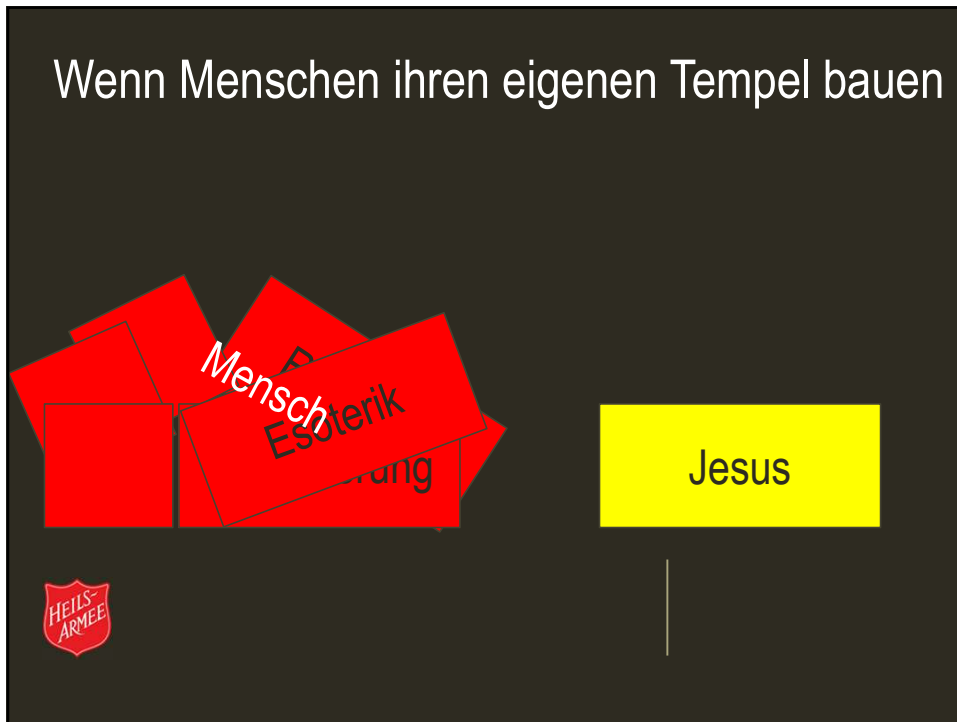 Wenn Menschen ihren eigenen Tempel bauen
Mensch
Esoterik
Jesus
HEILS-
ARMEE